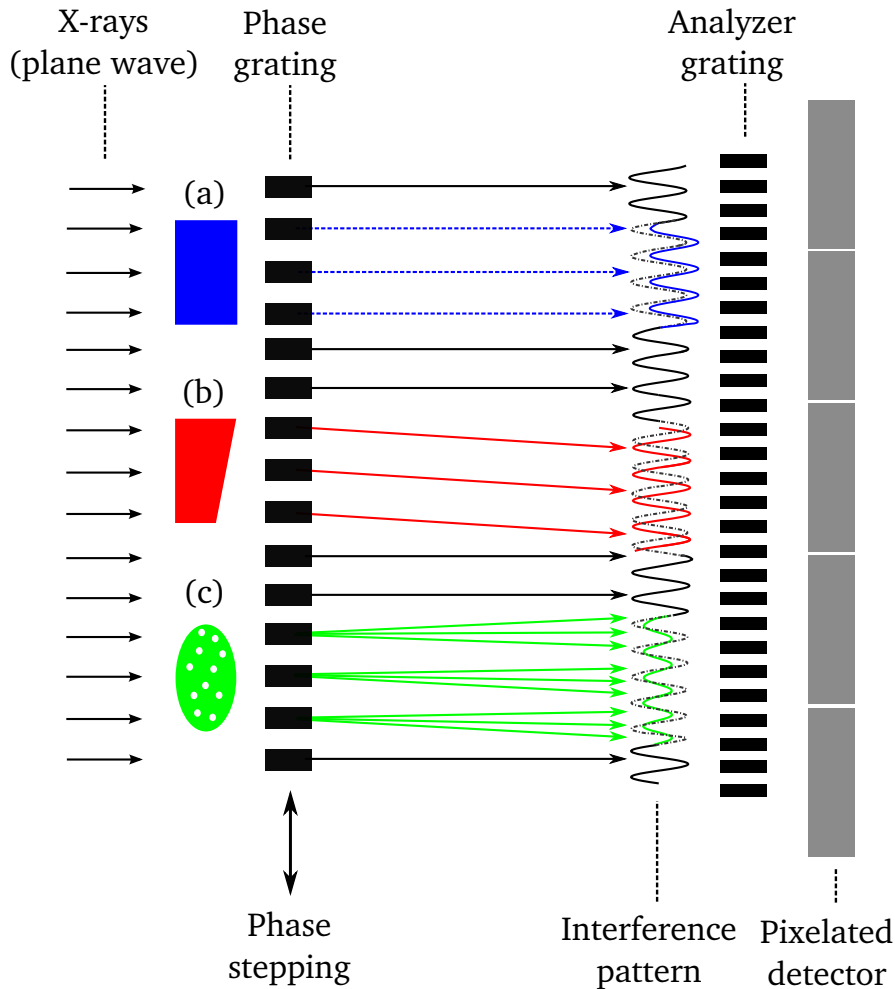 X-rays
(plane wave)
Phase
grating
Analyzer
grating
(a)
(b)
(c)
Phase
stepping
Interference
pattern
Pixelated
detector